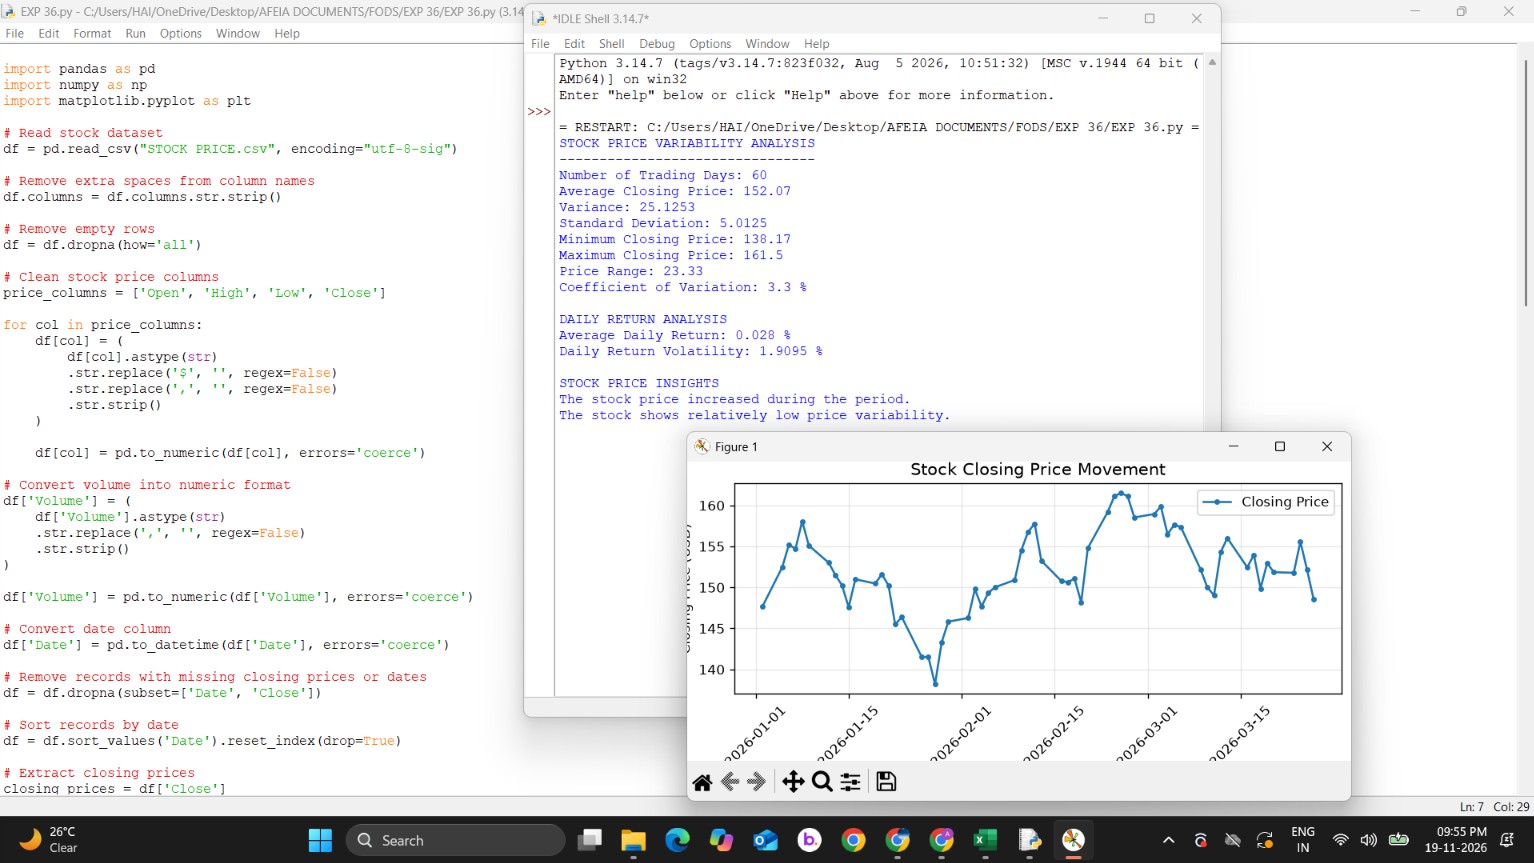 EXP 36.py - C:/Users/HAI/OneDrive/Desktop/AFEIA DOCUMENTS/FODS/EXP 36/EXP 36.py (3.14
File Edit Format Run Options Window Help
import pandas as pd
import numpy as np
import matplotlib.pyplot as plt
# Read stock dataset
df = pd.read_csv("STOCK PRICE.csv", encoding="utf-8-sig")
# Remove extra spaces from column names
df.columns = df.columns.str.strip()
# Remove empty rows
df = df.dropna(how='all')
# Clean stock price columns
price_columns = ['Open', 'High', 'Low', 'Close']
for col in price_columns:
df[col] = (
df[col].astype(str)
.str.replace('$', '', regex=False)
.str.replace(',', '', regex=False)
.str.strip()
)
df[col] = pd.to_numeric(df[col], errors='coerce')
# Convert volume into numeric format
df['Volume'] = (
df['Volume'].astype(str)
.str.replace(',', '', regex=False)
.str.strip()
)
df['Volume'] = pd.to_numeric(df['Volume'], errors='coerce')
# Convert date column
df['Date'] = pd.to_datetime(df['Date'], errors='coerce')
# Remove records with missing closing prices or dates
df = df.dropna(subset=['Date', 'Close'])
# Sort records by date
df = df.sort_values('Date').reset_index(drop=True)
# Extract closing prices
closing_prices = df['Close']
*IDLE Shell 3.14.7*
File Edit Shell Debug Options Window Help
Python 3.14.7 (tags/v3.14.7:823f032, Aug 5 2026, 10:51:32) [MSC v.1944 64 bit (
AMD64)] on win32
Enter "help" below or click "Help" above for more information.
>>>
= RESTART: C:/Users/HAI/OneDrive/Desktop/AFEIA DOCUMENTS/FODS/EXP 36/EXP 36.py =
STOCK PRICE VARIABILITY ANALYSIS
--------------------------------
Number of Trading Days: 60
Average Closing Price: 152.07
Variance: 25.1253
Standard Deviation: 5.0125
Minimum Closing Price: 138.17
Maximum Closing Price: 161.5
Price Range: 23.33
Coefficient of Variation: 3.3 %
DAILY RETURN ANALYSIS
Average Daily Return: 0.028 %
Daily Return Volatility: 1.9095 %
STOCK PRICE INSIGHTS
The stock price increased during the period.
The stock shows relatively low price variability.
Figure 1
Stock Closing Price Movement
Closing Price
160
155
150
145
140
2026-01-01
2026-01-15
2026-02-01
2026-02-15
2026-03-01
2026-03-15
Ln: 7 Col: 29
26°C
Clear
Search
b.
ENG
IN
09:55 PM
19-11-2026